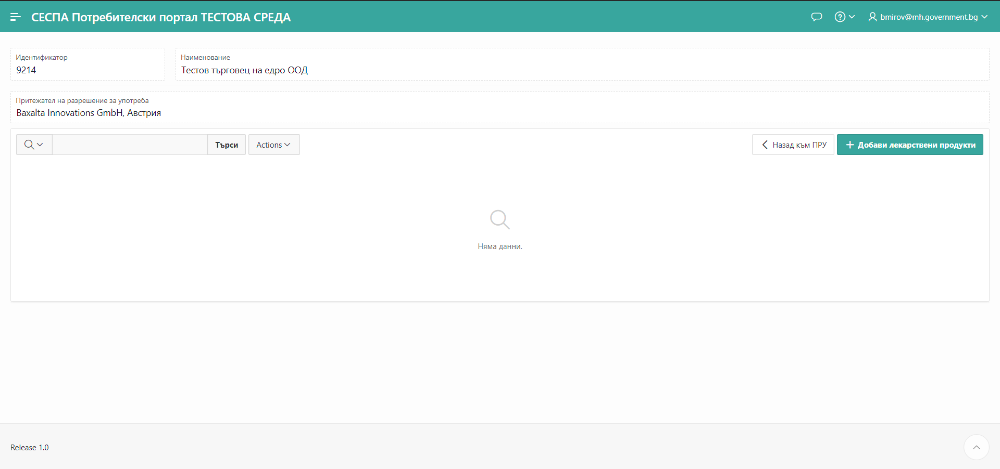 СЕСПА Потребителски портал ТЕСТОВА СРЕДА
bmirov@mh.government.bg
Идентификатор
9214
Наименование
Тестов търговец на едро ООД
Притежател на разрешение за употреба
Baxalta Innovations GmbH, Австрия
Търси
Actions
Назад към ПРУ
Добави лекарствени продукти
Няма данни.
Release 1.0